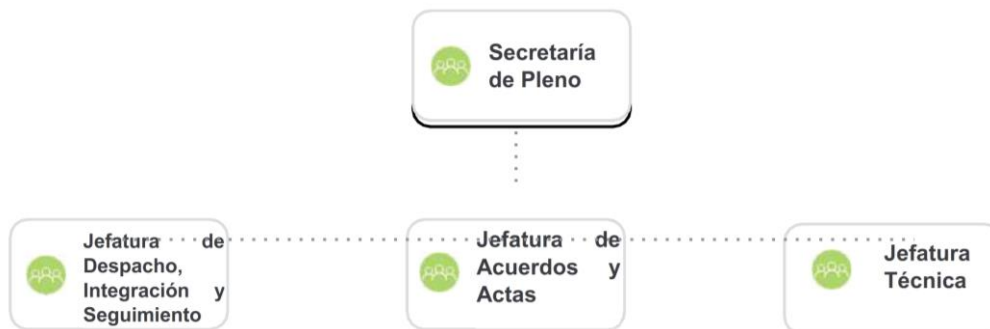 Secretaría
de Pleno
Jefatura de
Despacho,
Integración y
Seguimiento
Jefatura de
Acuerdos y
Actas
Jefatura
Técnica